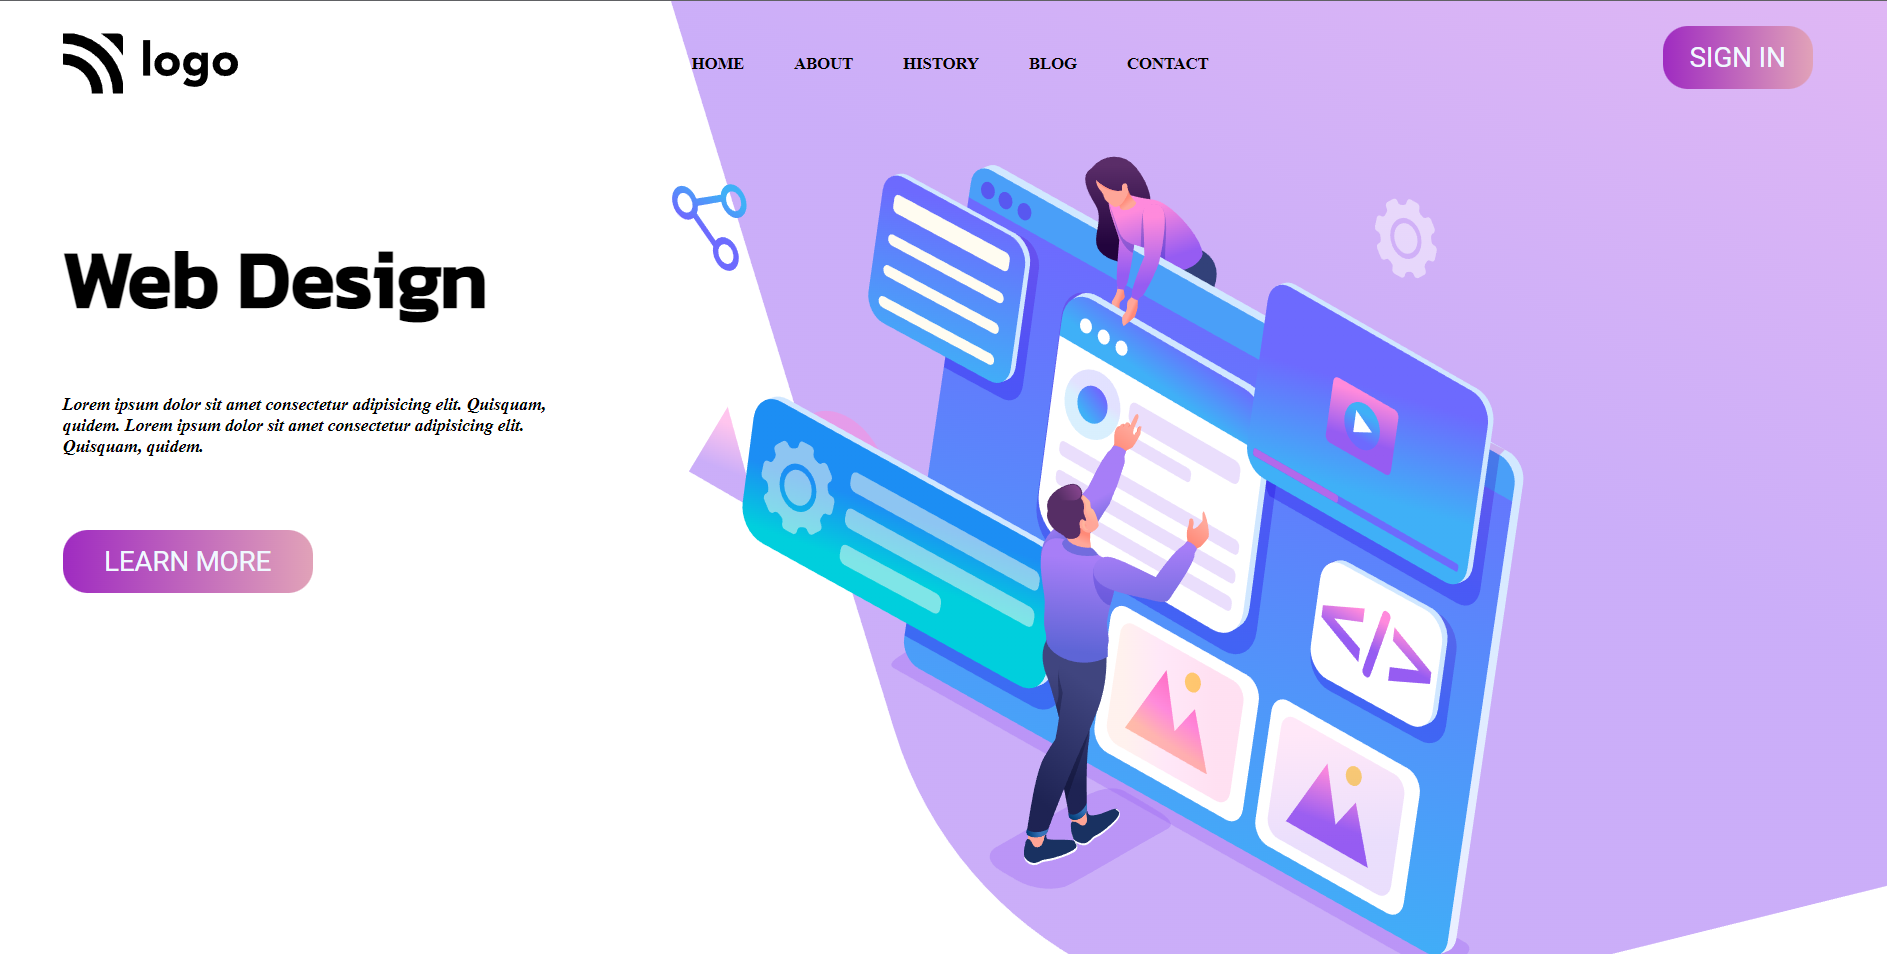 logo
HOME ABOUT HISTORY BLOG CONTACT
SIGN IN
Web Design
Lorem ipsum dolor sit amet consectetur adipisicing elit. Quisquam,
quidem. Lorem ipsum dolor sit amet consectetur adipisicing elit.
Quisquam, quidem.
LEARN MORE
<//>